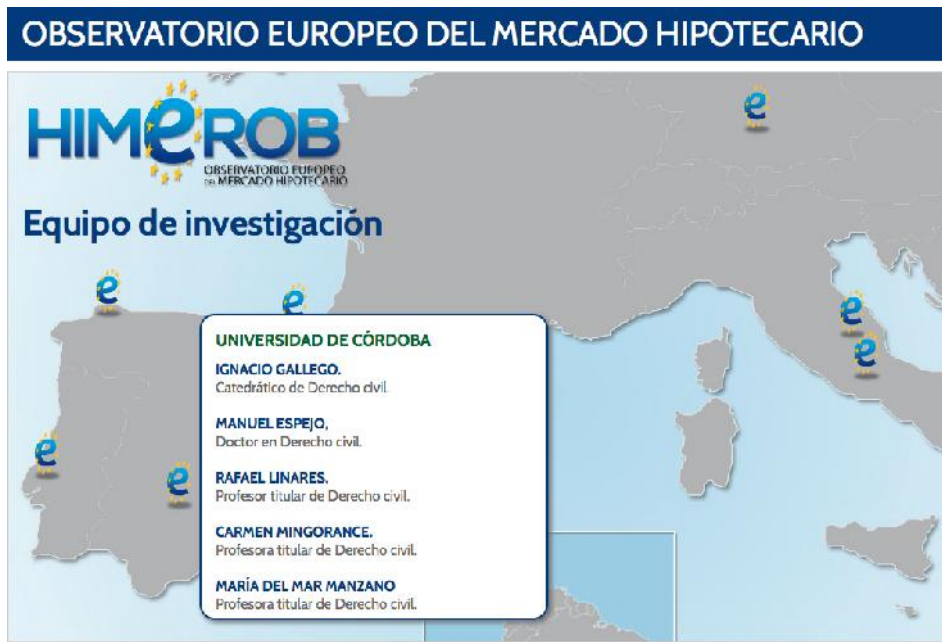 OBSERVATORIO EUROPEO DEL MERCADO HIPOTECARIO
HIMeROB
OBSERVATORIO EUROPEO
DEL MERCADO HIPOTECARIO
Equipo de investigación
e
e
e
e
e
e
e
UNIVERSIDAD DE CÓRDOBA
IGNACIO GALLEGO.
Catedrático de Derecho civil.
MANUEL ESPEJO,
Doctor en Derecho civil.
RAFAEL LINARES.
Profesor titular de Derecho civil.
CARMEN MINGORANCE.
Profesora titular de Derecho civil.
MARÍA DEL MAR MANZANO
Profesora titular de Derecho civil.